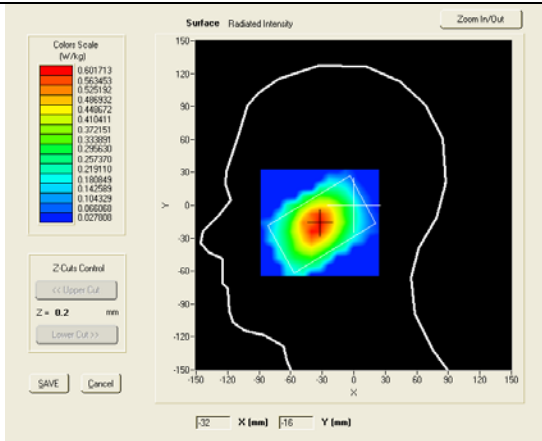 Surface Radiated Intensity
Zoom In/Out
Colors Scale
(W/kg)
0.601713
0.563453
0.525192
0.486932
0.448672
0.410411
0.372151
0.333891
0.295630
0.257370
0.219110
0.180849
0.142589
0.104329
0.066068
0.027808
150
120
90
60
30
0
-30
-60
-90
-120
-150
Y
-150 -120 -90 -60 -30 0 30 60 90 120 150
X
Z-Cuts Control
<< Upper Cut
Z = 0.2 mm
Lower Cut >>
SAVE Cancel
-32 X (mm) -16 Y (mm)